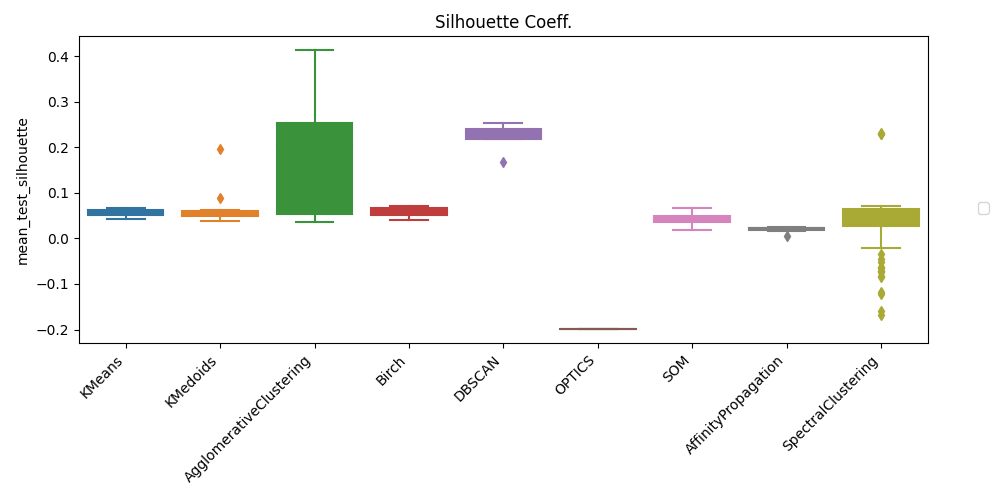 Silhouette Coeff.
mean_test_silhouette
0.4
0.3
0.2
0.1
0.0
−0.1
−0.2
KMeans
KMedoids
AgglomerativeClustering
Birch
DBSCAN
OPTICS
SOM
AffinityPropagation
SpectralClustering